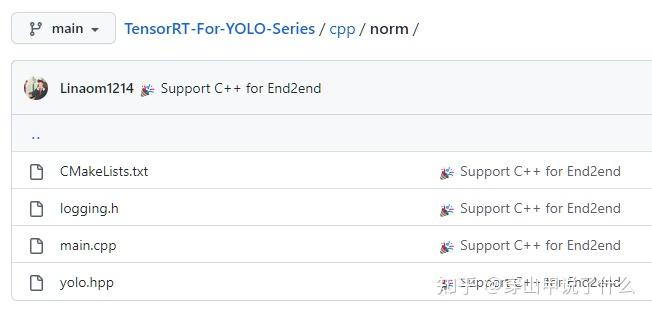 main
TensorRT-For-YOLO-Series / cpp / norm /
Linaom1214 🎉 Support C++ for End2end
..
CMakeLists.txt 🎉 Support C++ for End2end
logging.h 🎉 Support C++ for End2end
main.cpp 🎉 Support C++ for End2end
yolo.hpp 🎉 Support C++ for End2end
知乎 @穿山甲说了什么